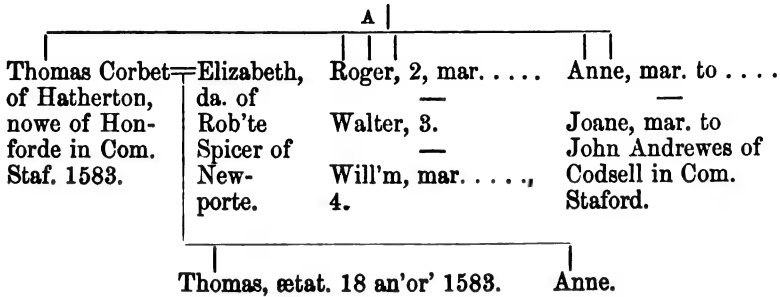 A
Thomas Corbet
of Hatherton,
nowe of Hon-
forde in Com.
Staf. 1583.
Elizabeth,
da. of
Rob'te
Spicer of
New-
porte.
Roger, 2, mar. . . . .
—
Walter, 3.
—
Will'm, mar. . . . .,
4.
Anne, mar. to . . . .
—
Joane, mar. to
John Andrewes of
Codsell in Com.
Staford.
Thomas, ætat. 18 an'or' 1583.
Anne.